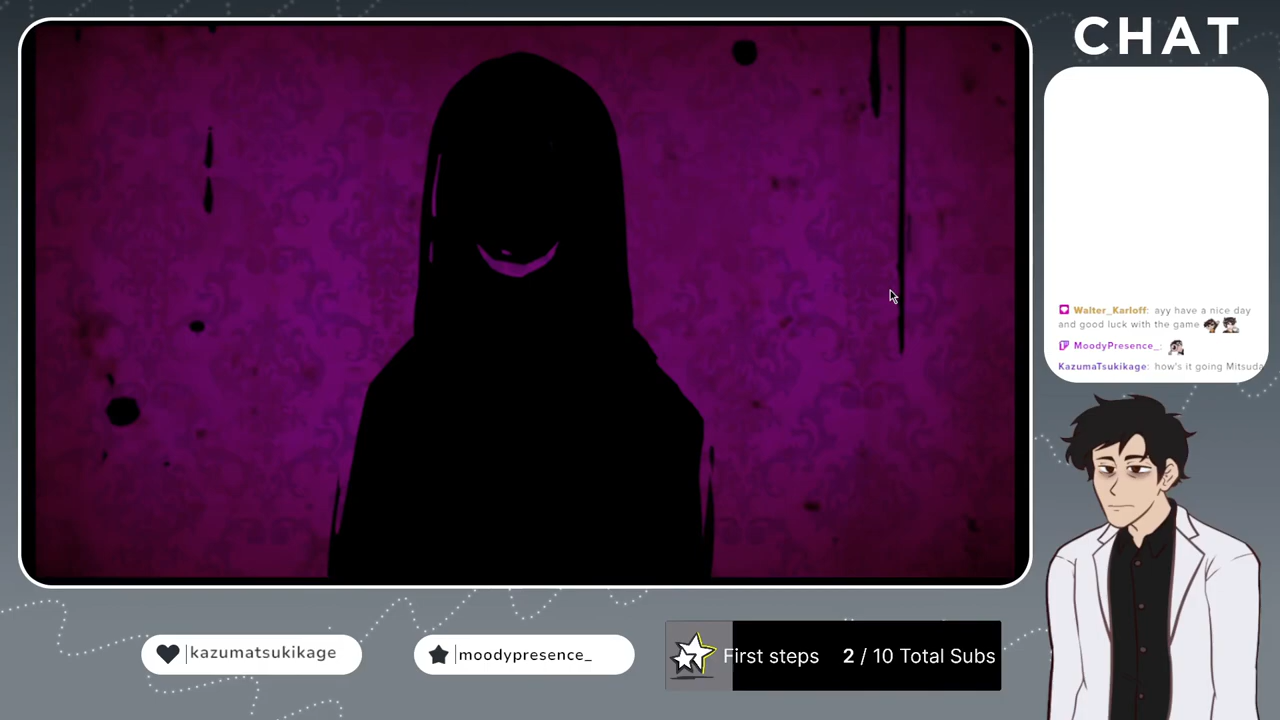 CHAT
Walter_Karloff: ayy have a nice day
and good luck with the game
MoodyPresence_:
KazumaTsukikage: how's it going Mitsuda
kazumatsukikage
moodypresence_
First steps 2 / 10 Total Subs